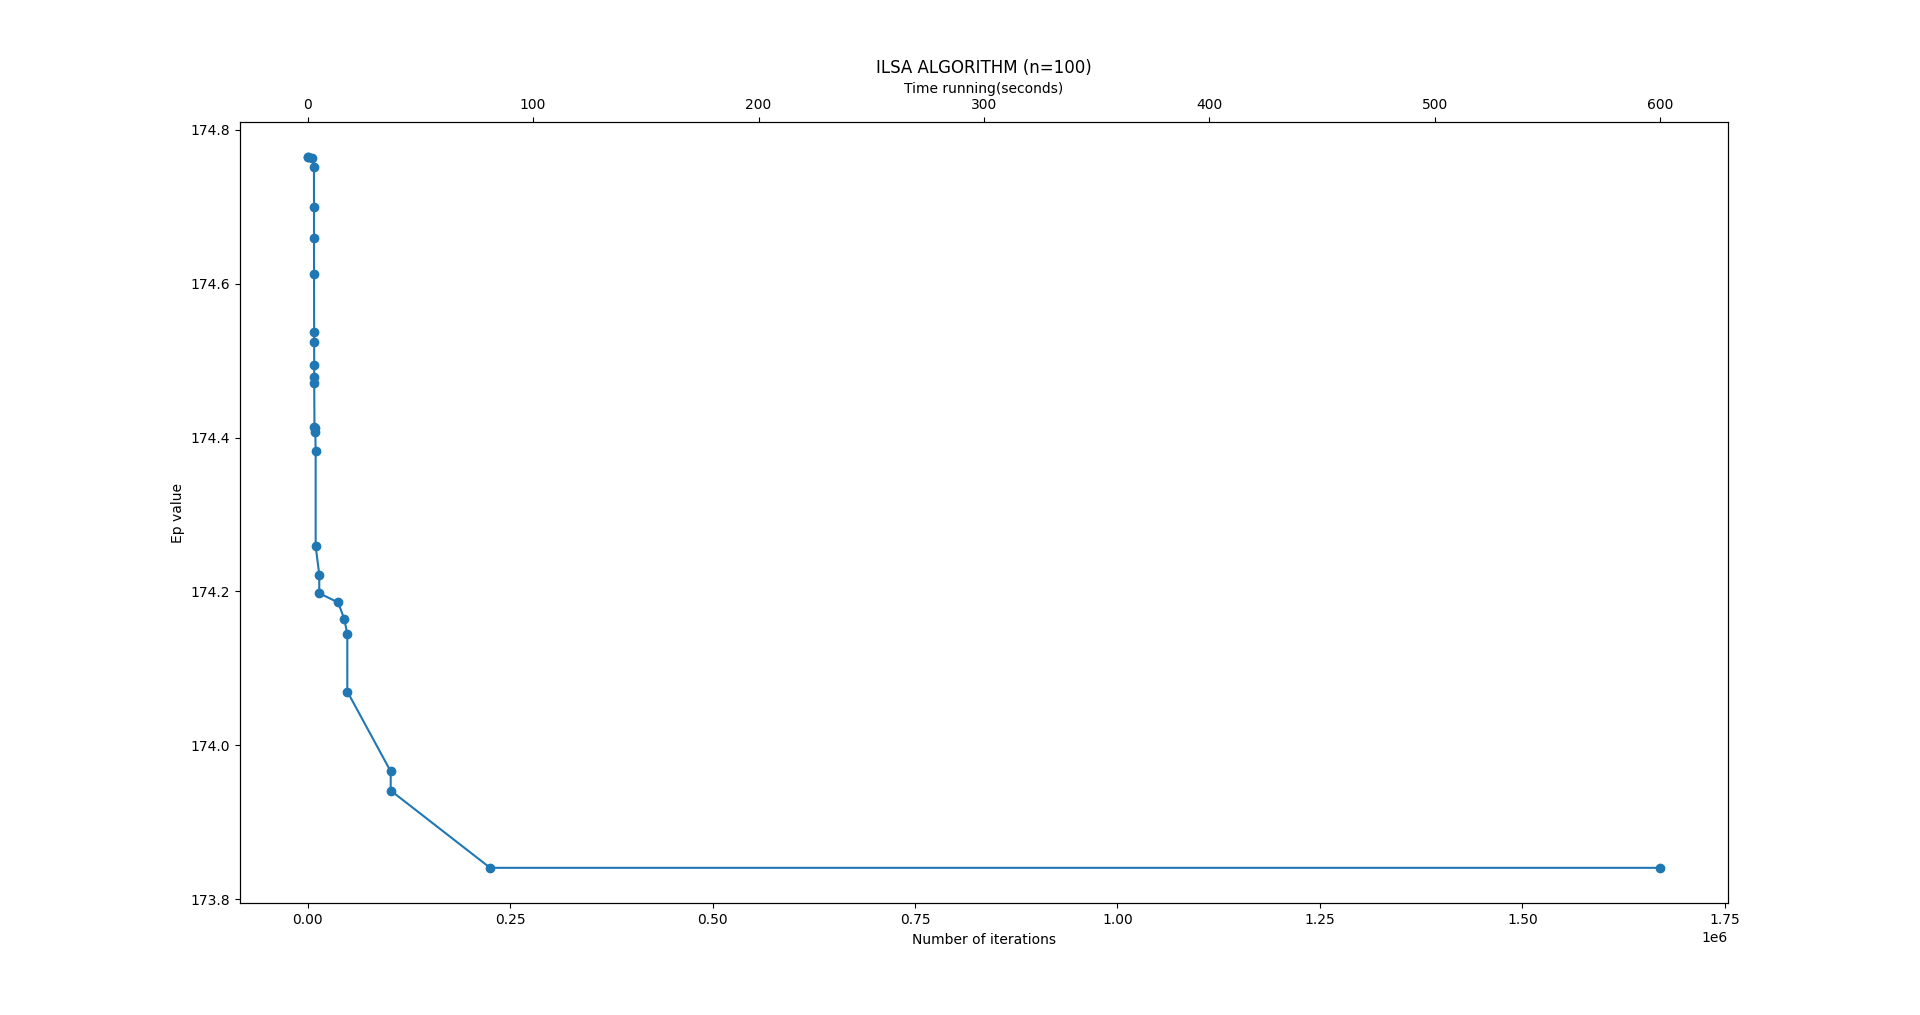 ILSA ALGORITHM (n=100)
Time running(seconds)
0 100 200 300 400 500 600
174.8
174.6
174.4
174.2
174.0
173.8
Ep value
0.00 0.25 0.50 0.75 1.00 1.25 1.50 1.75
1e6
Number of iterations